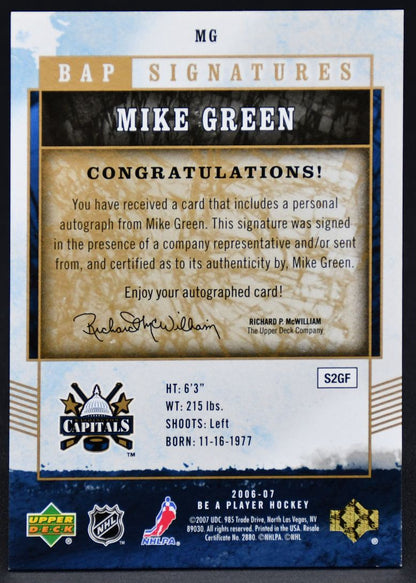 MG
BAP SIGNATURES
MIKE GREEN
CONGRATULATIONS!
You have received a card that includes a personal
autograph from Mike Green. This signature was signed
in the presence of a company representative and/or sent
from, and certified as to its authenticity by, Mike Green.
Enjoy your autographed card!
Richard P. McWilliam
RICHARD P. McWILLIAM
The Upper Deck Company
S2GF
HT: 6'3"
WT: 215 lbs.
SHOOTS: Left
BORN: 11-16-1977
CAPITALS
TM
2006-07
BE A PLAYER HOCKEY
©2007 UDC. 985 Trade Drive, North Las Vegas, NV
89030. All rights reserved. Printed in the USA. Resale
Certificate No. 2880. ©NHLPA. ©NHL
UPPER
DECK
®
NHL
®
NHLPA
®
UD
®